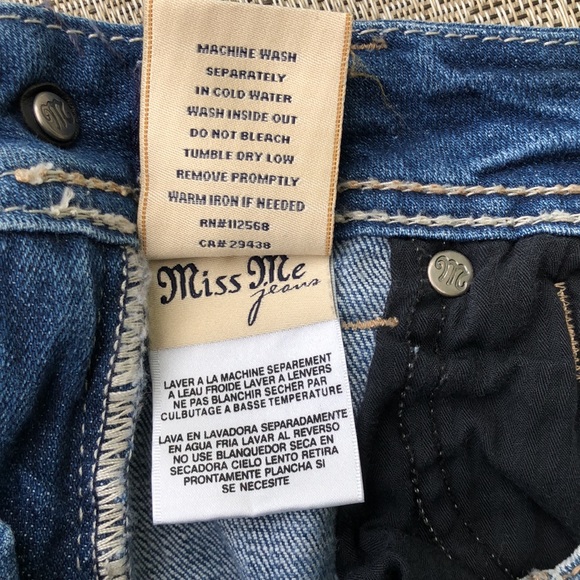 MACHINE WASH
SEPARATELY
IN COLD WATER
WASH INSIDE OUT
DO NOT BLEACH
TUMBLE DRY LOW
REMOVE PROMPTLY
WARM IRON IF NEEDED
RN#112568
CA# 29438
Miss Me
jeans
LAVER A LA MACHINE SEPAREMENT
A LEAU FROIDE LAVER A LENVERS
NE PAS BLANCHIR SECHER PAR
CULBUTAGE A BASSE TEMPERATURE
LAVA EN LAVADORA SEPARADAMENTE
EN AGUA FRIA LAVAR AL REVERSO
NO USE BLANQUEDOR SECA EN
SECADORA CIELO LENTO RETIRA
PRONTAMENTE PLANCHA SI
SE NECESITE
M
M